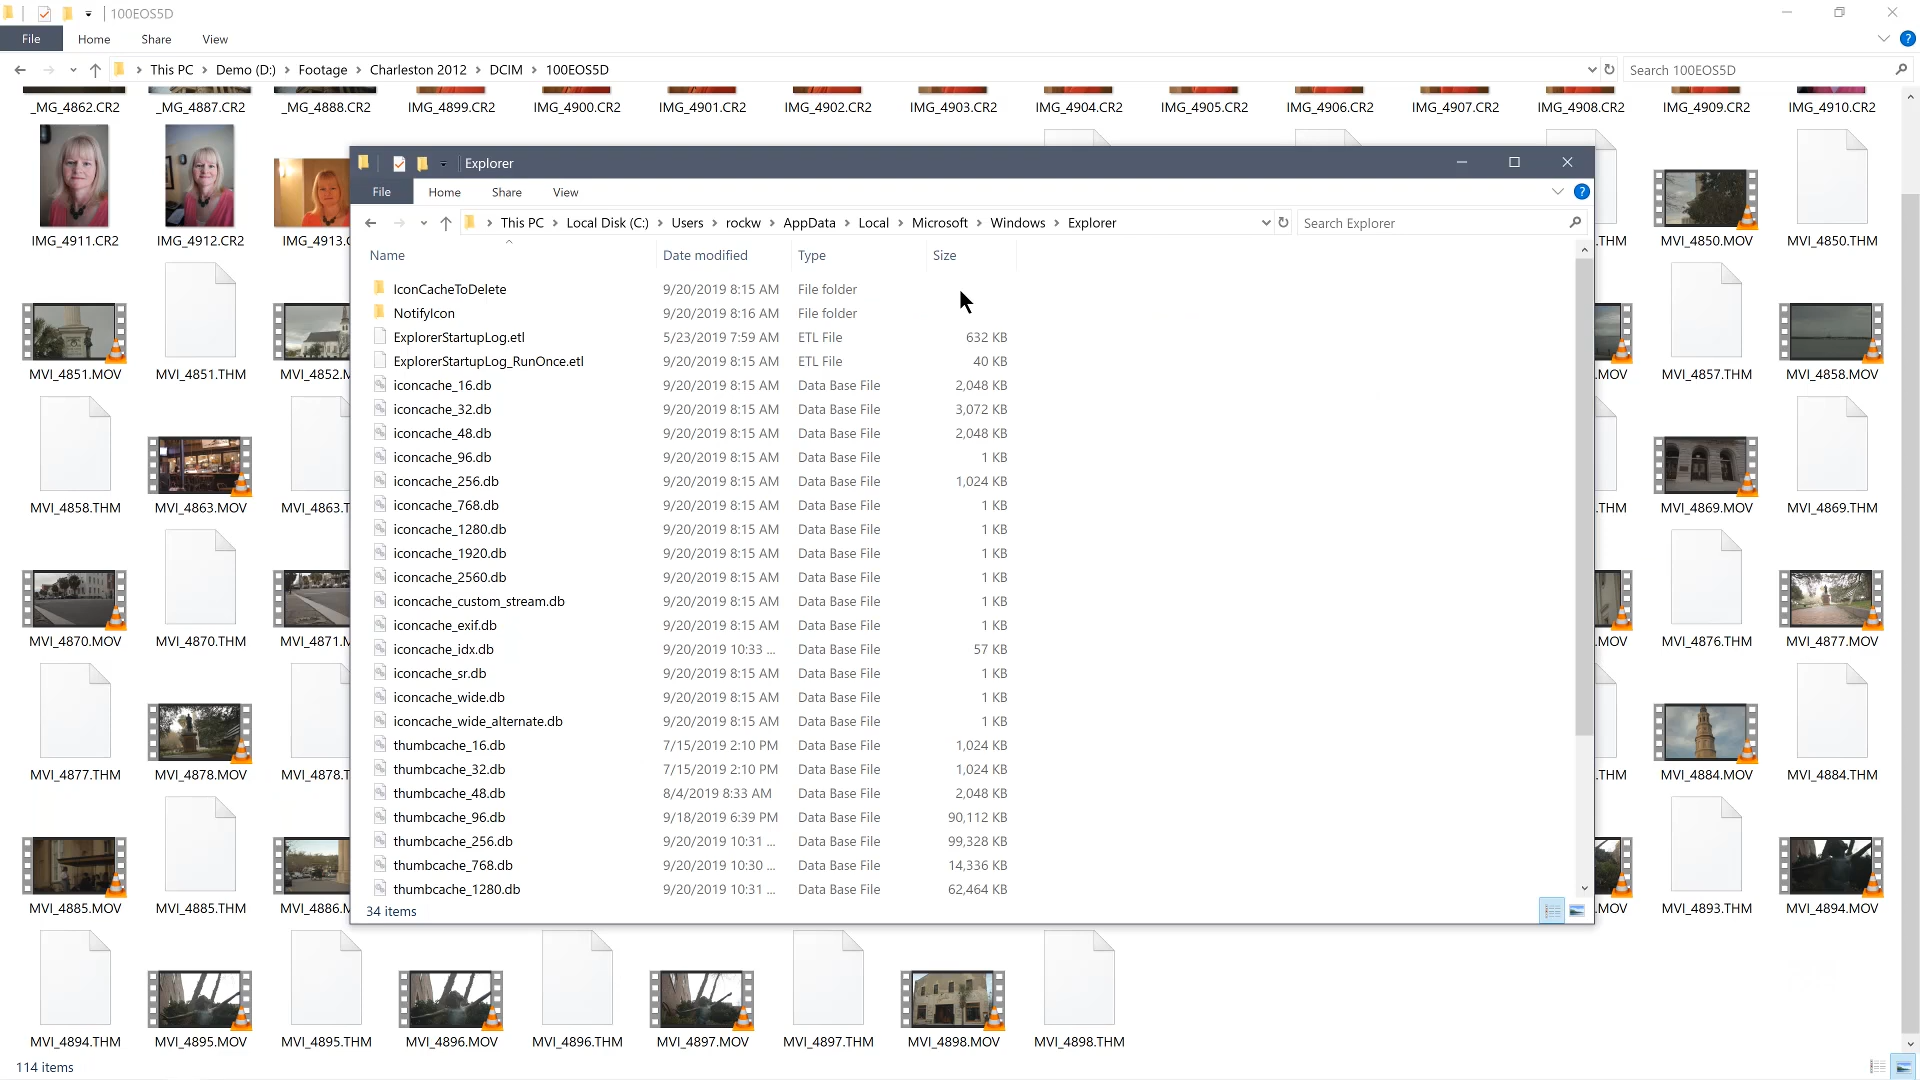 100EOS5D
File Home Share View
This PC Demo (D:) Footage Charleston 2012 DCIM 100EOS5D Search 100EOS5D
_MG_4862.CR2 _MG_4887.CR2 _MG_4888.CR2 IMG_4899.CR2 IMG_4900.CR2 IMG_4901.CR2 IMG_4902.CR2 IMG_4903.CR2 IMG_4904.CR2 IMG_4905.CR2 IMG_4906.CR2 IMG_4907.CR2 IMG_4908.CR2 IMG_4909.CR2 IMG_4910.CR2
IMG_4911.CR2 IMG_4912.CR2 IMG_4913.C .THM MVI_4850.MOV MVI_4850.THM
MVI_4851.MOV MVI_4851.THM MVI_4852.M .MOV MVI_4857.THM MVI_4858.MOV
MVI_4858.THM MVI_4863.MOV MVI_4863.T .THM MVI_4869.MOV MVI_4869.THM
MVI_4870.MOV MVI_4870.THM MVI_4871.M .MOV MVI_4876.THM MVI_4877.MOV
MVI_4877.THM MVI_4878.MOV MVI_4878.T .THM MVI_4884.MOV MVI_4884.THM
MVI_4885.MOV MVI_4885.THM MVI_4886.M .MOV MVI_4893.THM MVI_4894.MOV
MVI_4894.THM MVI_4895.MOV MVI_4895.THM MVI_4896.MOV MVI_4896.THM MVI_4897.MOV MVI_4897.THM MVI_4898.MOV MVI_4898.THM
114 items
Explorer
File Home Share View
This PC Local Disk (C:) Users rockw AppData Local Microsoft Windows Explorer Search Explorer
Name Date modified Type Size
IconCacheToDelete 9/20/2019 8:15 AM File folder
NotifyIcon 9/20/2019 8:16 AM File folder
ExplorerStartupLog.etl 5/23/2019 7:59 AM ETL File 632 KB
ExplorerStartupLog_RunOnce.etl 9/20/2019 8:15 AM ETL File 40 KB
iconcache_16.db 9/20/2019 8:15 AM Data Base File 2,048 KB
iconcache_32.db 9/20/2019 8:15 AM Data Base File 3,072 KB
iconcache_48.db 9/20/2019 8:15 AM Data Base File 2,048 KB
iconcache_96.db 9/20/2019 8:15 AM Data Base File 1 KB
iconcache_256.db 9/20/2019 8:15 AM Data Base File 1,024 KB
iconcache_768.db 9/20/2019 8:15 AM Data Base File 1 KB
iconcache_1280.db 9/20/2019 8:15 AM Data Base File 1 KB
iconcache_1920.db 9/20/2019 8:15 AM Data Base File 1 KB
iconcache_2560.db 9/20/2019 8:15 AM Data Base File 1 KB
iconcache_custom_stream.db 9/20/2019 8:15 AM Data Base File 1 KB
iconcache_exif.db 9/20/2019 8:15 AM Data Base File 1 KB
iconcache_idx.db 9/20/2019 10:33 ... Data Base File 57 KB
iconcache_sr.db 9/20/2019 8:15 AM Data Base File 1 KB
iconcache_wide.db 9/20/2019 8:15 AM Data Base File 1 KB
iconcache_wide_alternate.db 9/20/2019 8:15 AM Data Base File 1 KB
thumbcache_16.db 7/15/2019 2:10 PM Data Base File 1,024 KB
thumbcache_32.db 7/15/2019 2:10 PM Data Base File 1,024 KB
thumbcache_48.db 8/4/2019 8:33 AM Data Base File 2,048 KB
thumbcache_96.db 9/18/2019 6:39 PM Data Base File 90,112 KB
thumbcache_256.db 9/20/2019 10:31 ... Data Base File 99,328 KB
thumbcache_768.db 9/20/2019 10:30 ... Data Base File 14,336 KB
thumbcache_1280.db 9/20/2019 10:31 ... Data Base File 62,464 KB
34 items